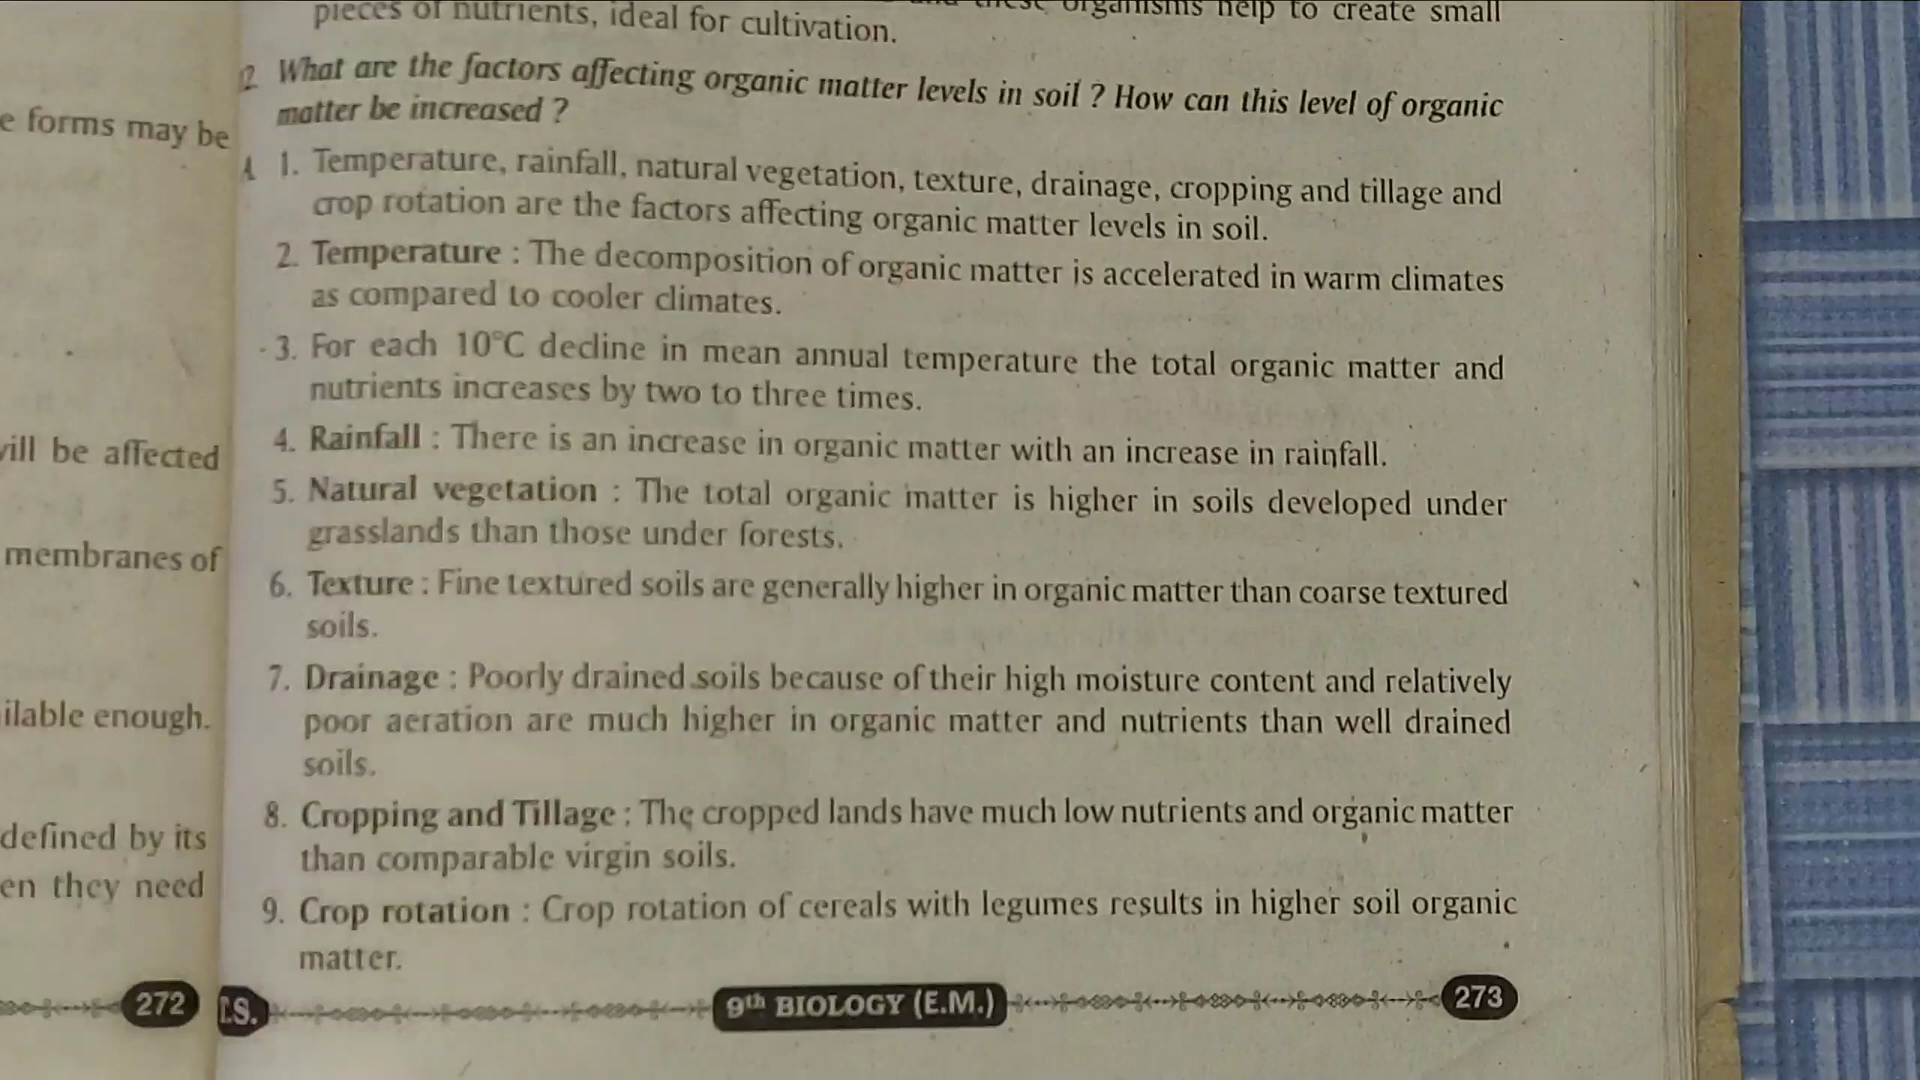 e forms may be
will be affected
membranes of
ilable enough.
defined by its
en they need
272
pieces of nutrients, ideal for cultivation.
organisms help to create small
2. What are the factors affecting organic matter levels in soil ? How can this level of organic
matter be increased ?
A 1. Temperature, rainfall, natural vegetation, texture, drainage, cropping and tillage and
crop rotation are the factors affecting organic matter levels in soil.
2. Temperature : The decomposition of organic matter is accelerated in warm climates
as compared to cooler climates.
3. For each 10°C decline in mean annual temperature the total organic matter and
nutrients increases by two to three times.
4. Rainfall : There is an increase in organic matter with an increase in rainfall.
5. Natural vegetation : The total organic matter is higher in soils developed under
grasslands than those under forests.
6. Texture : Fine textured soils are generally higher in organic matter than coarse textured
soils.
7. Drainage : Poorly drained soils because of their high moisture content and relatively
poor aeration are much higher in organic matter and nutrients than well drained
soils.
8. Cropping and Tillage : The cropped lands have much low nutrients and organic matter
than comparable virgin soils.
9. Crop rotation : Crop rotation of cereals with legumes results in higher soil organic
matter.
.S. 9th BIOLOGY (E.M.) 273